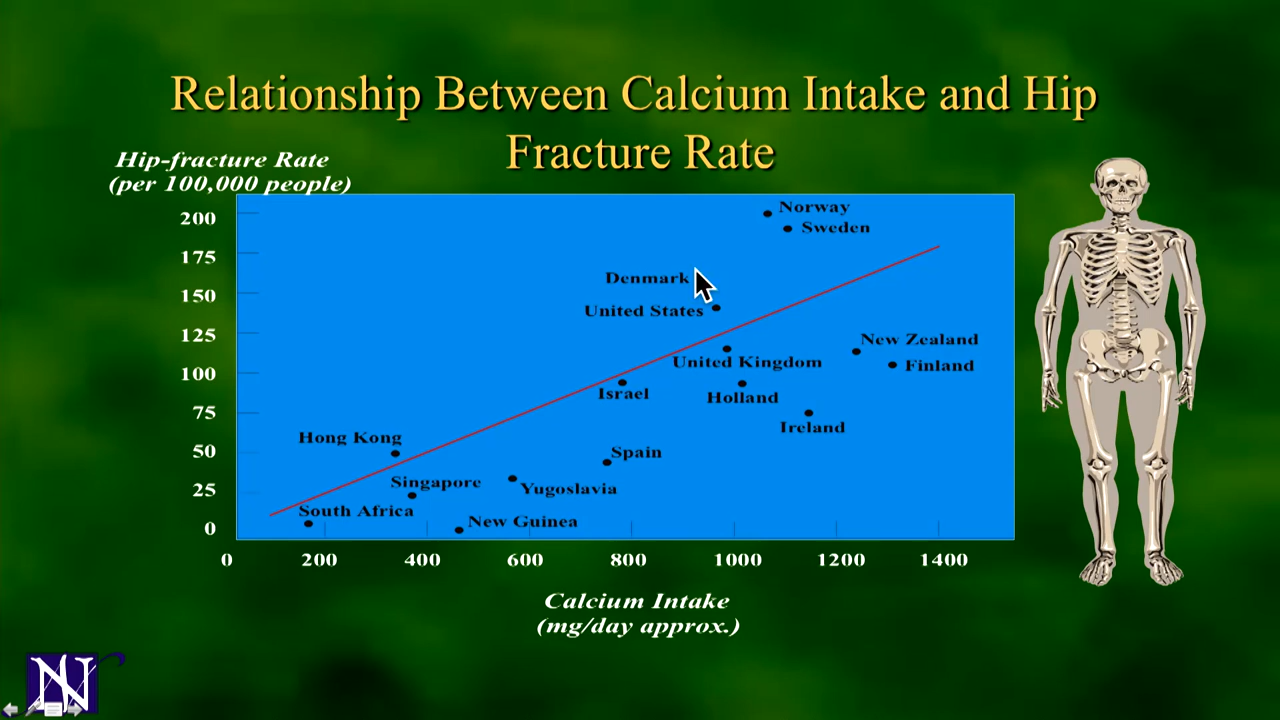 Relationship Between Calcium Intake and Hip
Fracture Rate
Hip-fracture Rate
(per 100,000 people)
200
175
150
125
100
75
50
25
0
Norway
Sweden
Denmark
United States
New Zealand
United Kingdom
Finland
Israel
Holland
Ireland
Hong Kong
Spain
Singapore
Yugoslavia
South Africa
New Guinea
0 200 400 600 800 1000 1200 1400
Calcium Intake
(mg/day approx.)
N